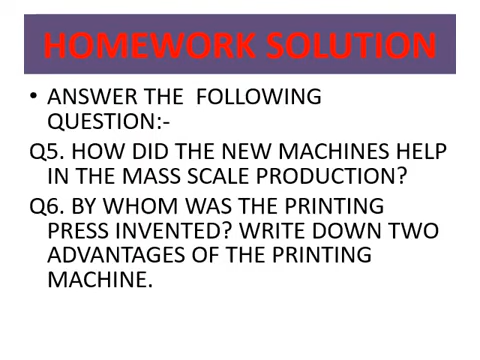 HOMEWORK SOLUTION
• ANSWER THE FOLLOWING
QUESTION:-
Q5. HOW DID THE NEW MACHINES HELP
IN THE MASS SCALE PRODUCTION?
Q6. BY WHOM WAS THE PRINTING
PRESS INVENTED? WRITE DOWN TWO
ADVANTAGES OF THE PRINTING
MACHINE.